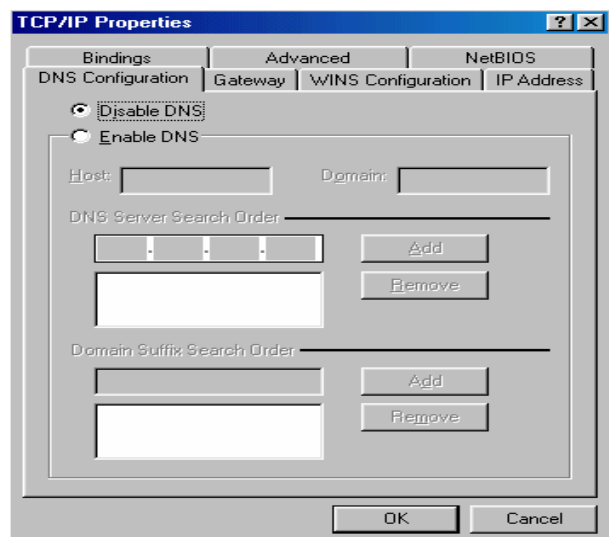 TCP/IP Properties ? X
Bindings Advanced NetBIOS
DNS Configuration Gateway WINS Configuration IP Address
Disable DNS
Enable DNS
Host: Domain:
DNS Server Search Order
. . . Add
Remove
Domain Suffix Search Order
Add
Remove
OK Cancel